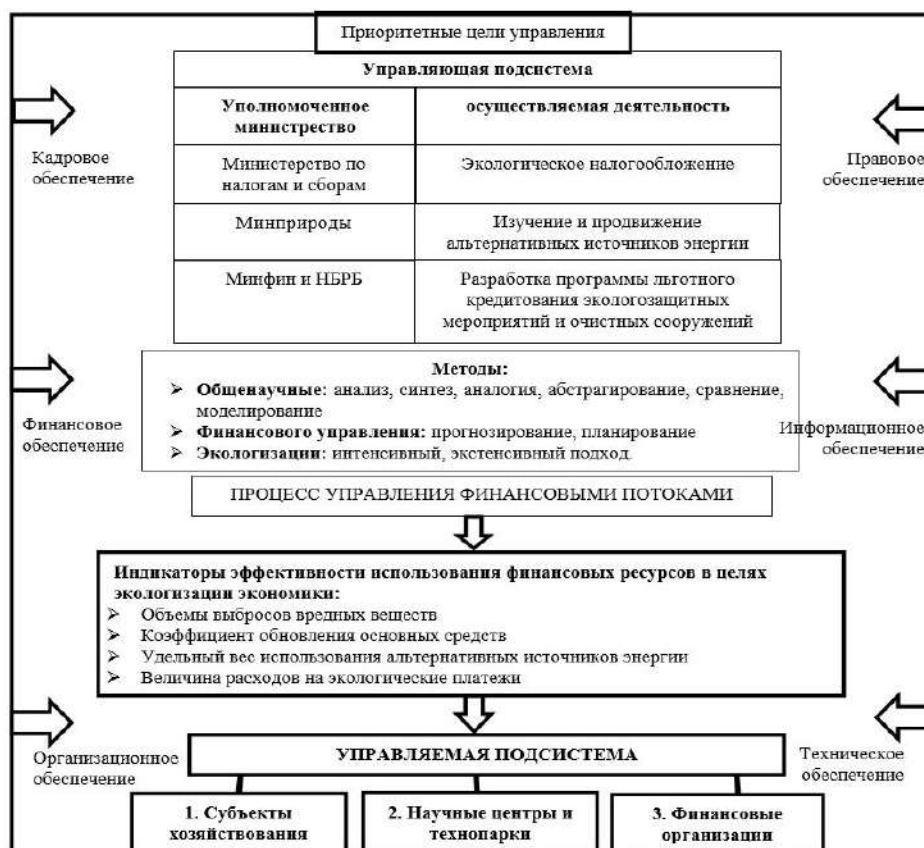 Приоритетные цели управления
Управляющая подсистема
Уполномоченное
министрество
осуществляемая деятельность
Министерство по
налогам и сборам
Экологическое налогообложение
Минприроды
Изучение и продвижение
альтернативных источников энергии
Минфин и НБРБ
Разработка программы льготного
кредитования экологозащитных
мероприятий и очистных сооружений
Кадровое
обеспечение
Правовое
обеспечение
Методы:
➢ Общенаучные: анализ, синтез, аналогия, абстрагирование, сравнение,
моделирование
➢ Финансового управления: прогнозирование, планирование
➢ Экологизации: интенсивный, экстенсивный подход.
Финансовое
обеспечение
Информационное
обеспечение
ПРОЦЕСС УПРАВЛЕНИЯ ФИНАНСОВЫМИ ПОТОКАМИ
Индикаторы эффективности использования финансовых ресурсов в целях
экологизации экономики:
➢ Объемы выбросов вредных веществ
➢ Коэффициент обновления основных средств
➢ Удельный вес использования альтернативных источников энергии
➢ Величина расходов на экологические платежи
Организационное
обеспечение
Техническое
обеспечение
УПРАВЛЯЕМАЯ ПОДСИСТЕМА
1. Субъекты
хозяйствования
2. Научные центры и
технопарки
3. Финансовые
организации